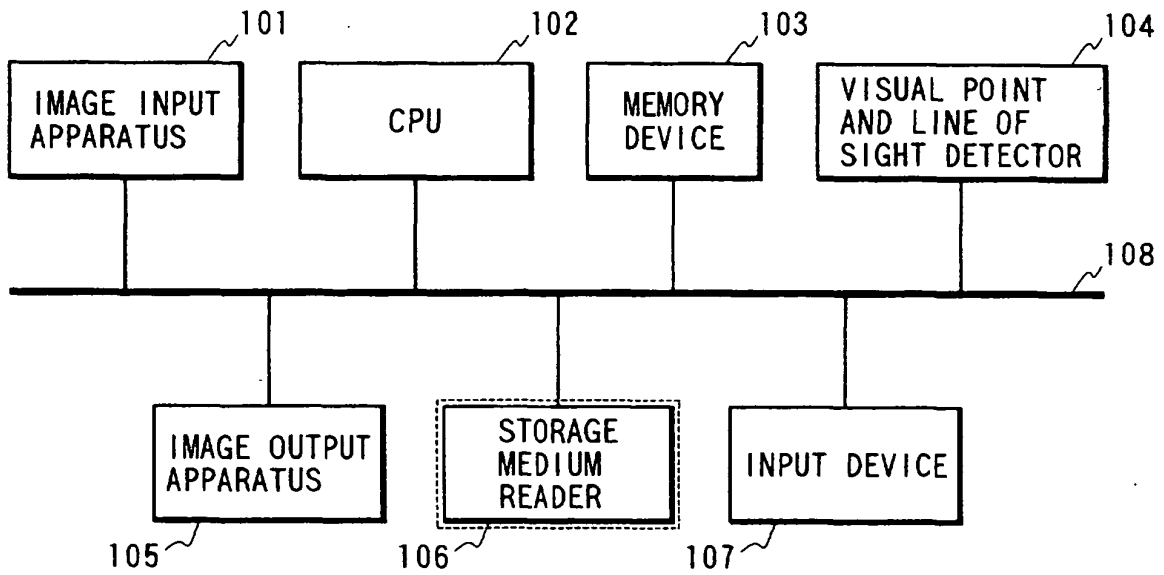 101
102
103
104
IMAGE INPUT
APPARATUS
CPU
MEMORY
DEVICE
VISUAL POINT
AND LINE OF
SIGHT DETECTOR
108
IMAGE OUTPUT
APPARATUS
STORAGE
MEDIUM
READER
INPUT DEVICE
105
106
107